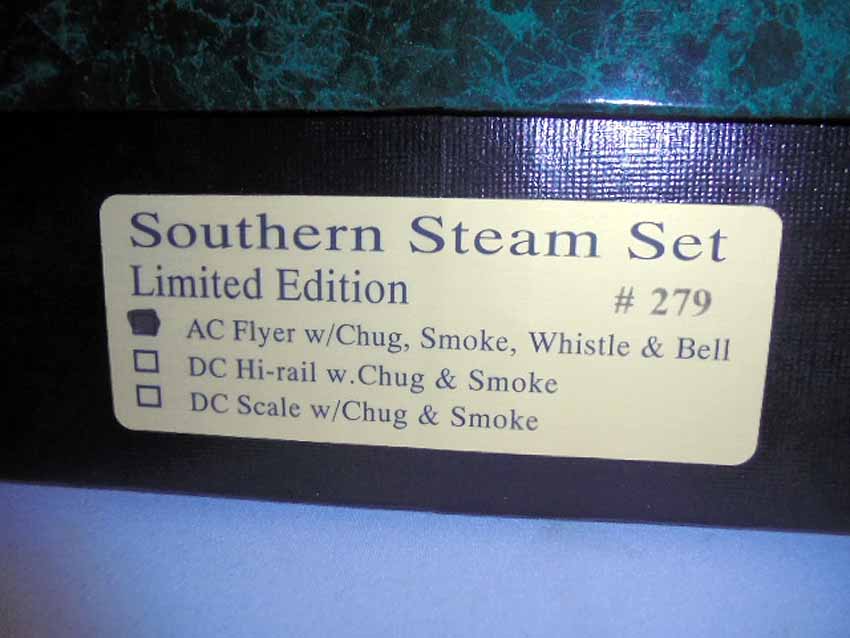 Southern Steam Set
Limited Edition # 279
AC Flyer w/Chug, Smoke, Whistle & Bell
DC Hi-rail w.Chug & Smoke
DC Scale w/Chug & Smoke